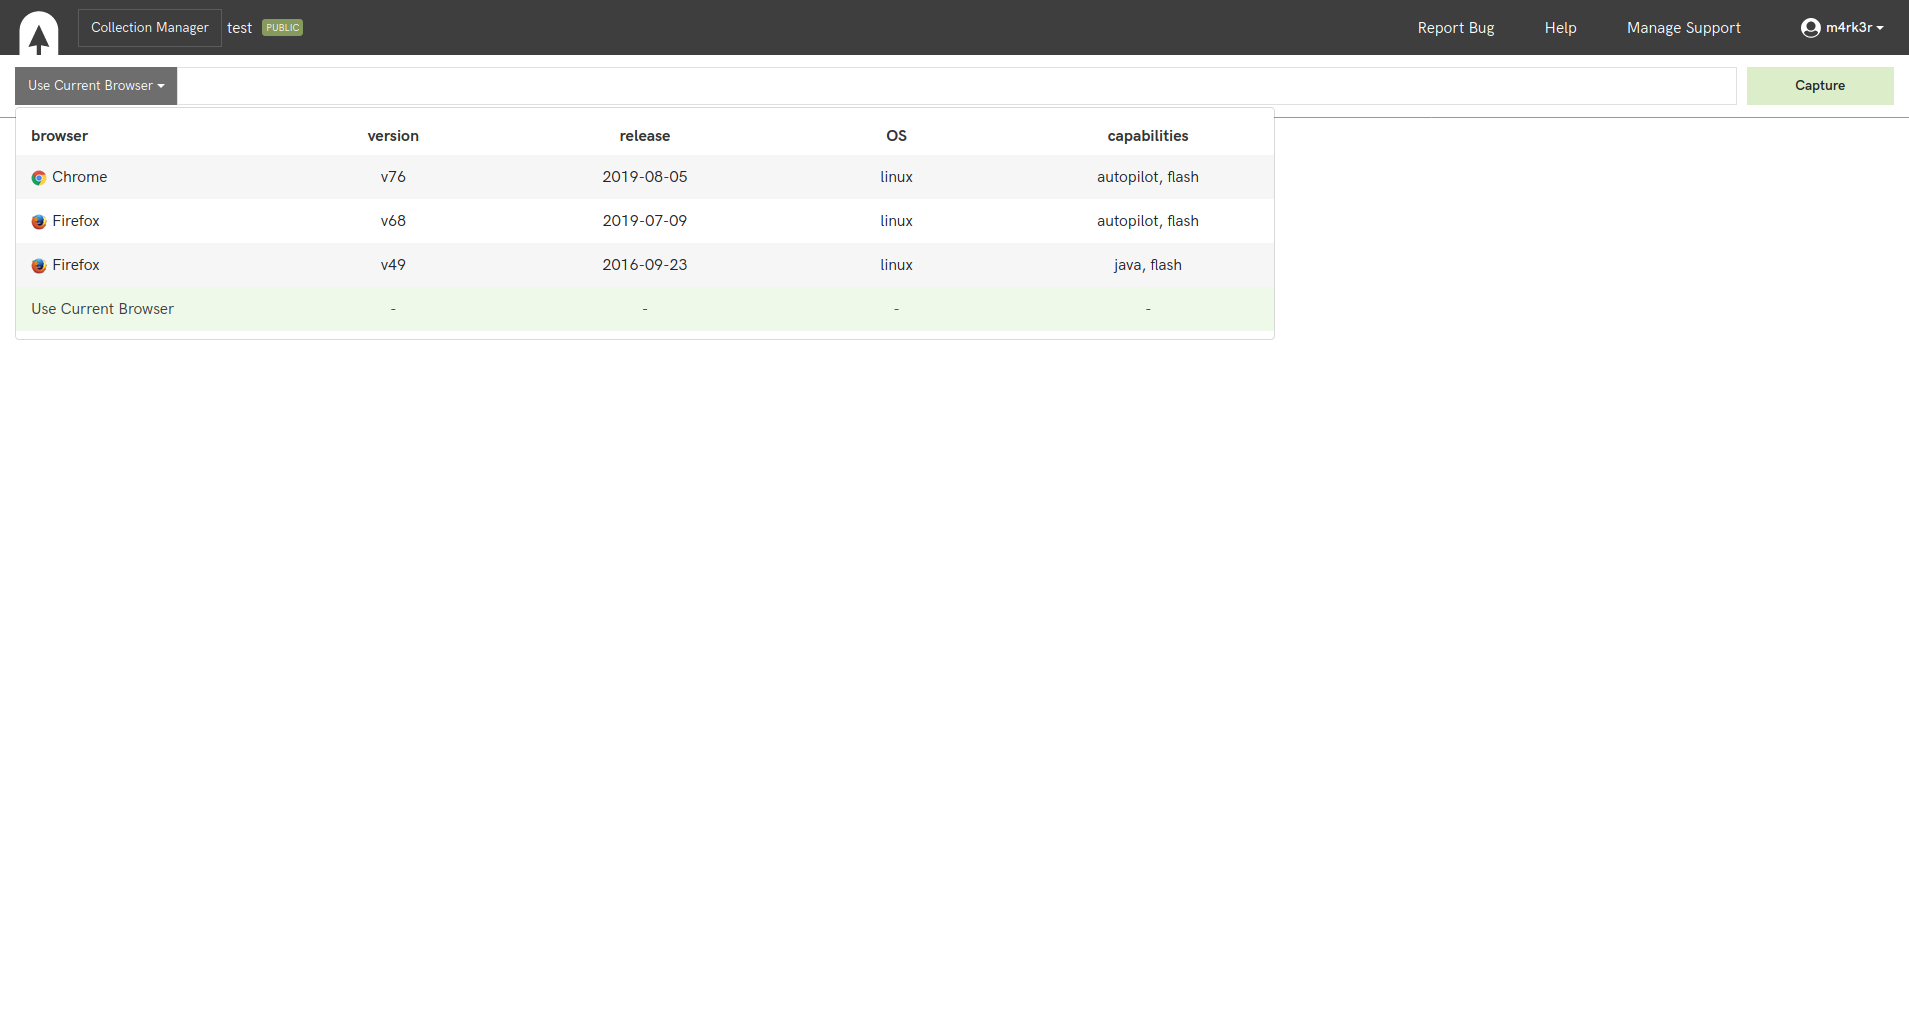 Collection Manager test PUBLIC Report Bug Help Manage Support m4rk3r
Use Current Browser Capture
browser version release OS capabilities
Chrome v76 2019-08-05 linux autopilot, flash
Firefox v68 2019-07-09 linux autopilot, flash
Firefox v49 2016-09-23 linux java, flash
Use Current Browser - - - -